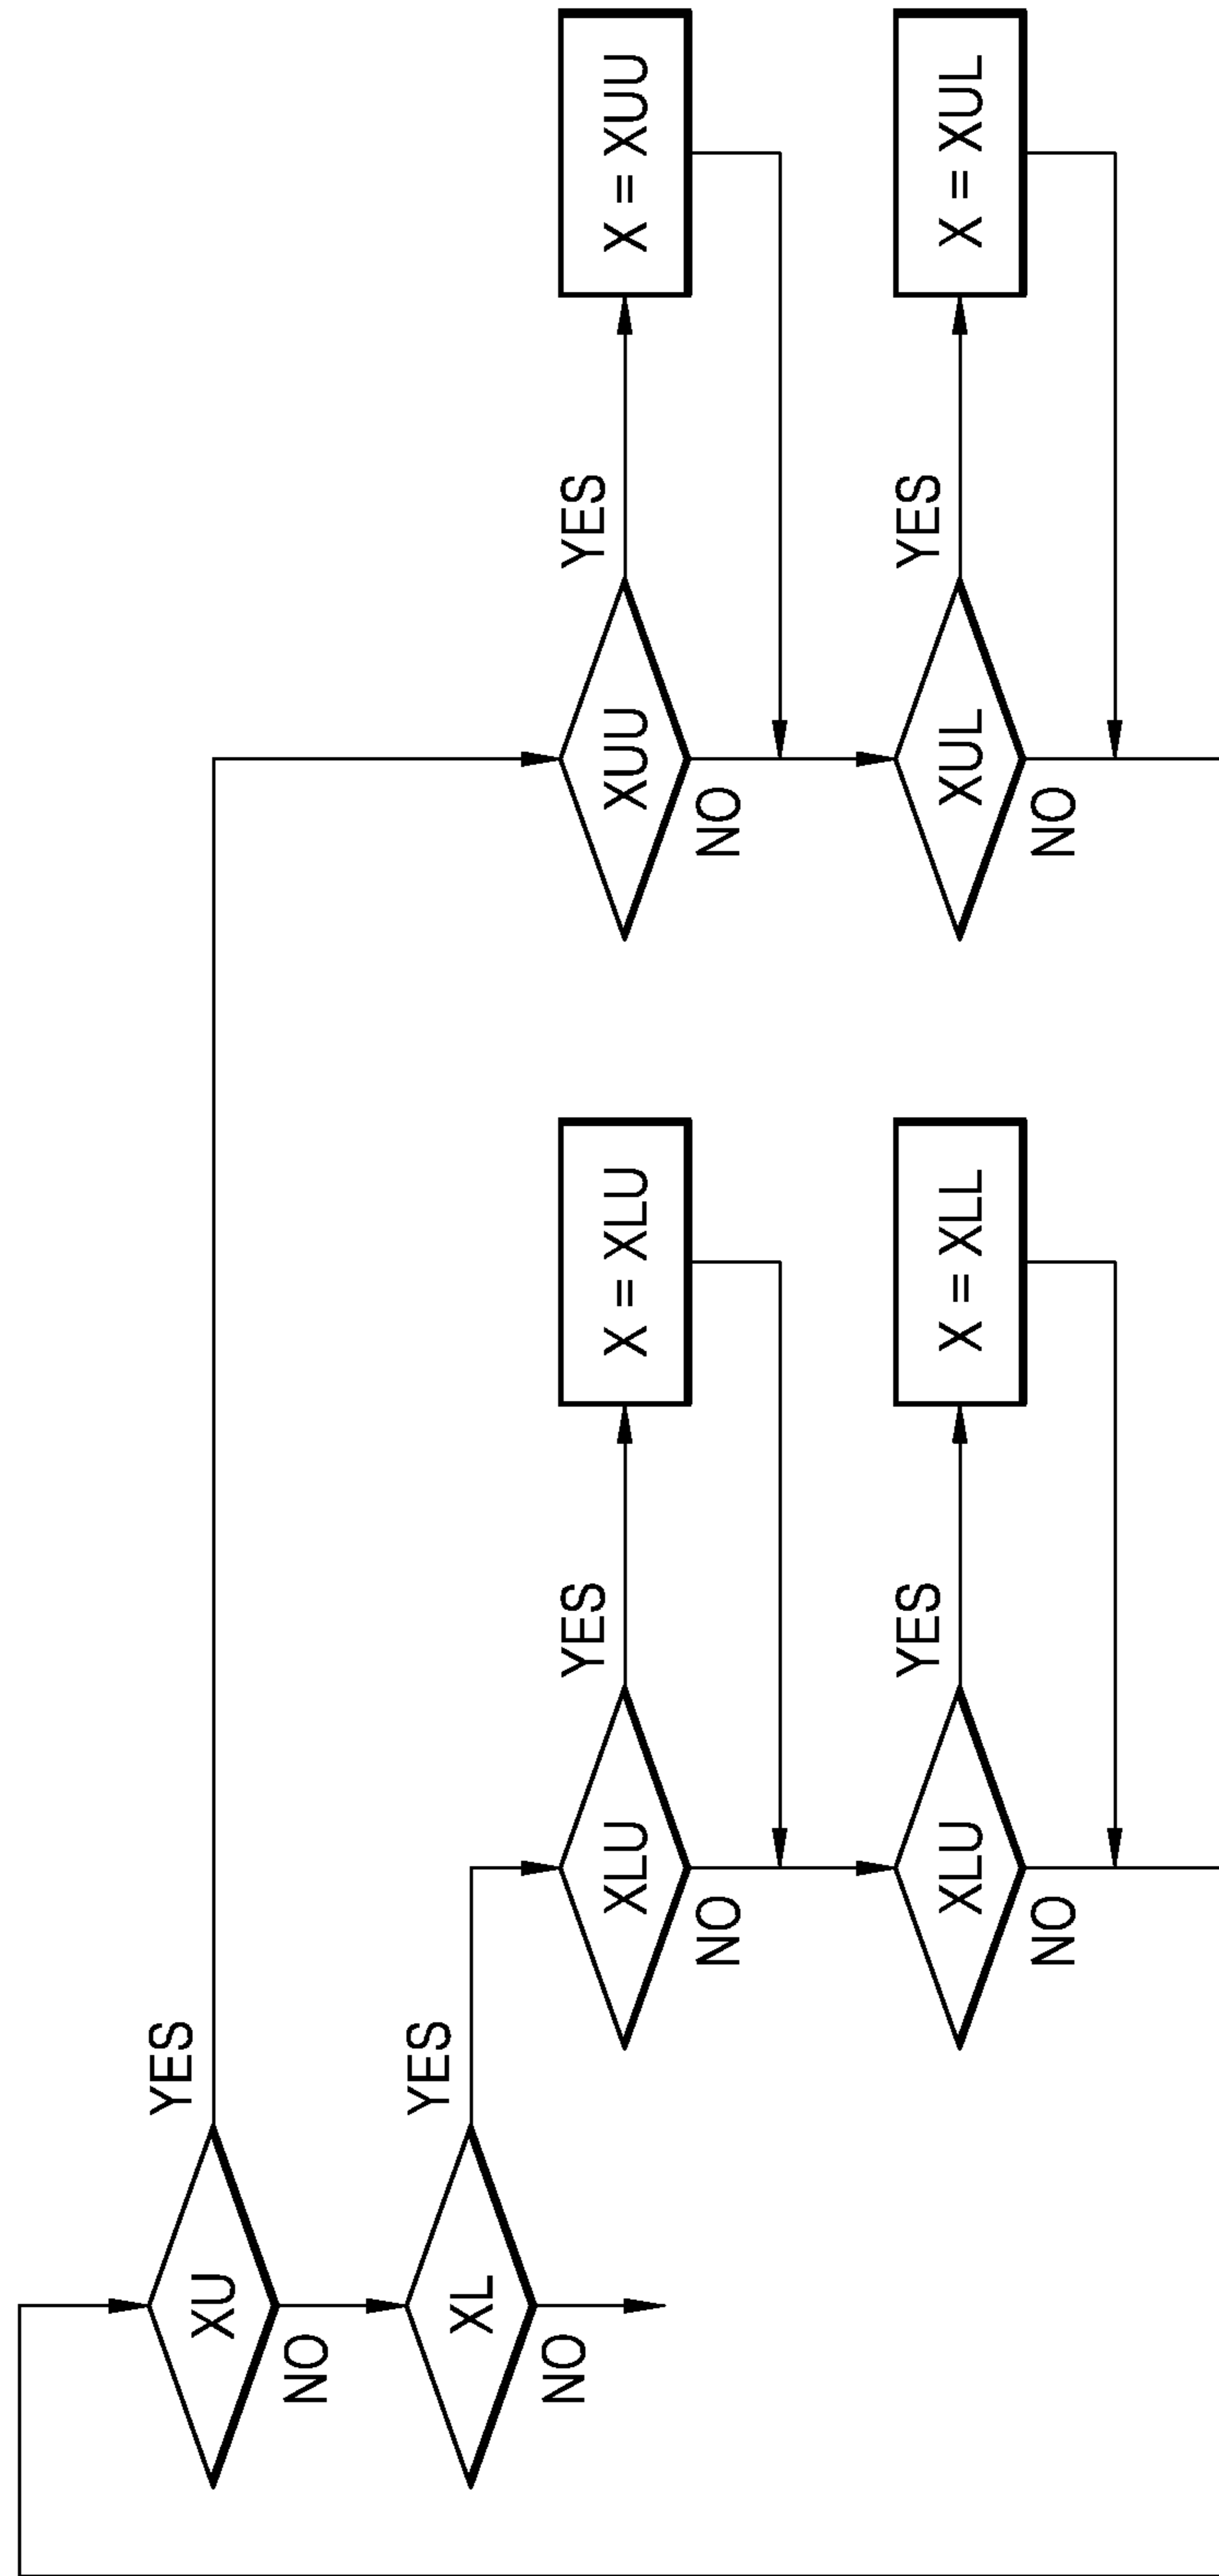 XU
YES
NO
XL
YES
NO
XLU
YES
X = XLU
NO
XLU
YES
X = XLL
NO
XUU
YES
X = XUU
NO
XUL
YES
X = XUL
NO